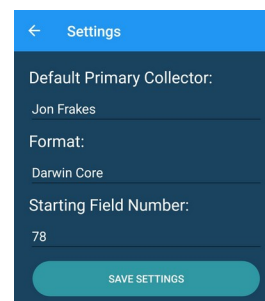 Settings
Default Primary Collector:
Jon Frakes
Format:
Darwin Core
Starting Field Number:
78
SAVE SETTINGS